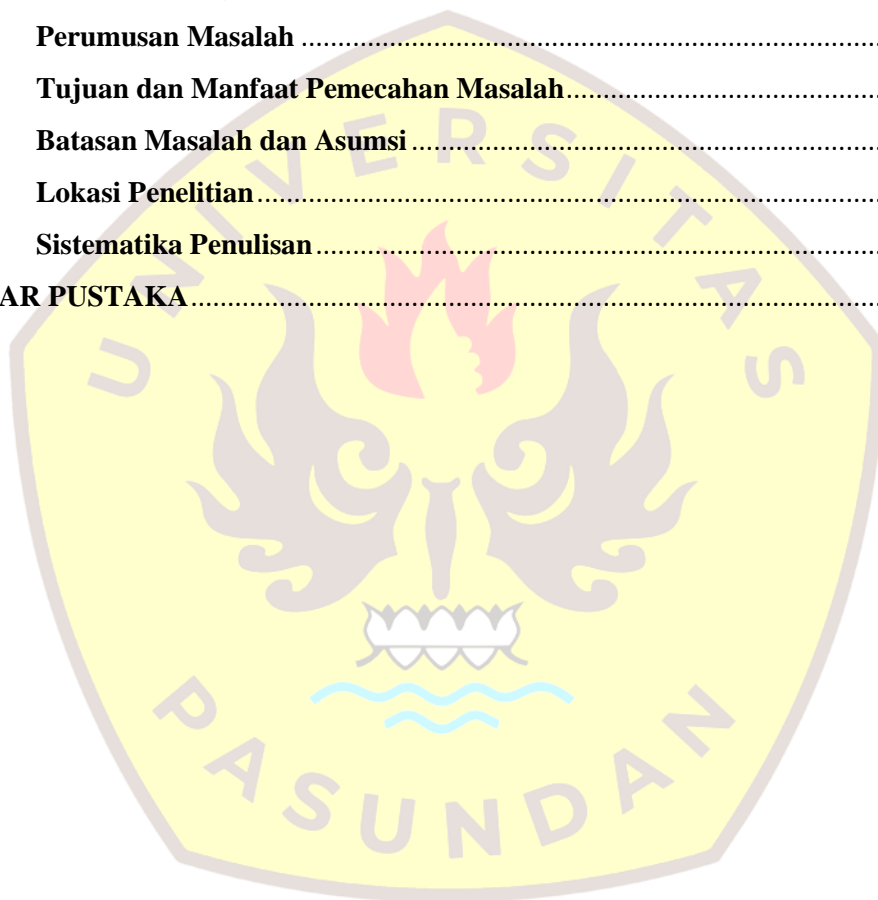 Perumusan Masalah ........................................................................
Tujuan dan Manfaat Pemecahan Masalah.......................................
Batasan Masalah dan Asumsi ..........................................................
Lokasi Penelitian..............................................................................
Sistematika Penulisan......................................................................
AR PUSTAKA....................................................................................
UNIVERSITAS
PASUNDAN